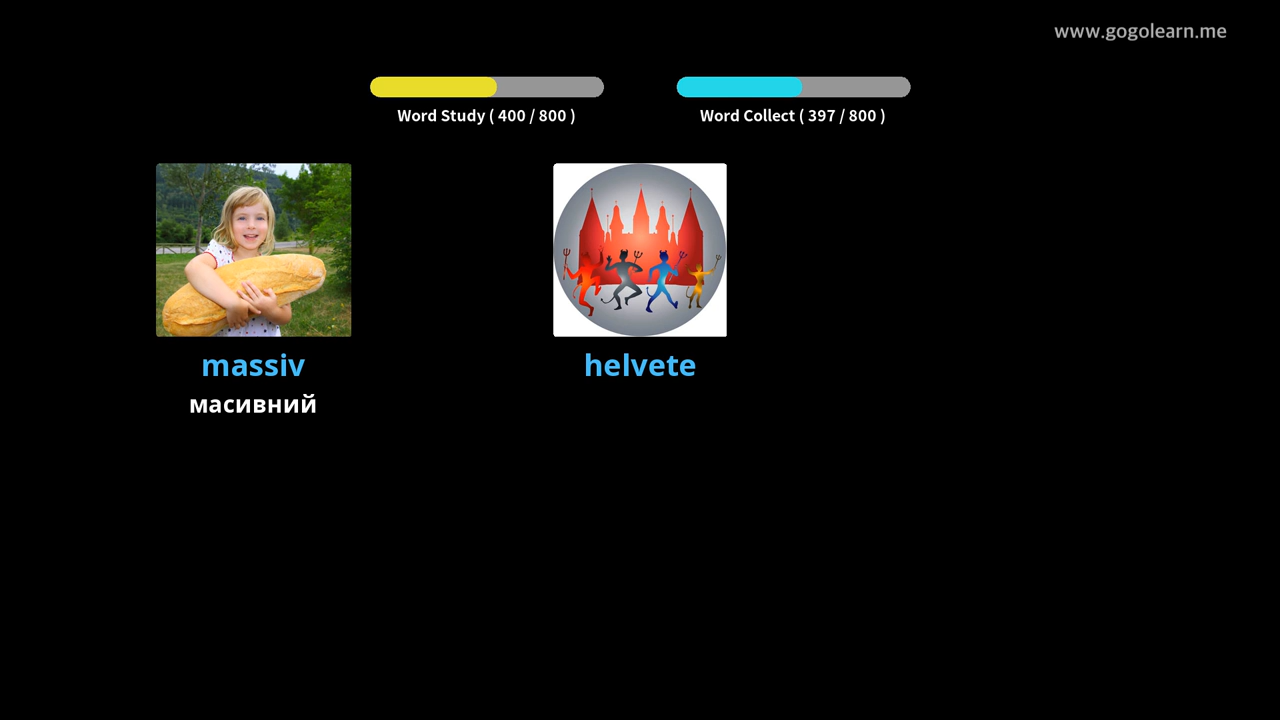 www.gogolearn.me
Word Study ( 400 / 800 )
Word Collect ( 397 / 800 )
massiv
масивний
helvete